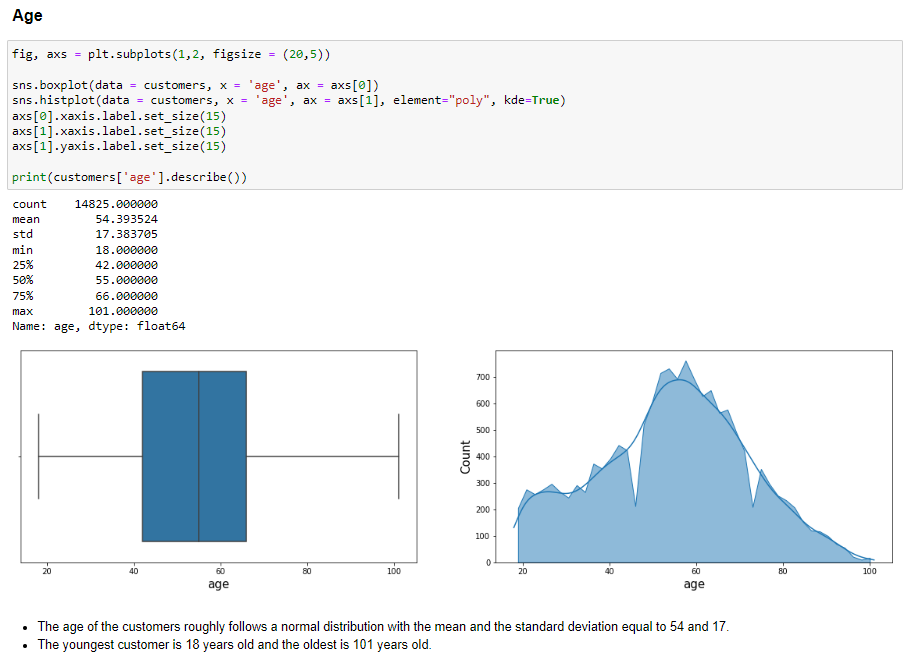 Age
fig, axs = plt.subplots(1,2, figsize = (20,5))
sns.boxplot(data = customers, x = 'age', ax = axs[0])
sns.histplot(data = customers, x = 'age', ax = axs[1], element="poly", kde=True)
axs[0].xaxis.label.set_size(15)
axs[1].xaxis.label.set_size(15)
axs[1].yaxis.label.set_size(15)
print(customers['age'].describe())
count 14825.000000
mean 54.393524
std 17.383705
min 18.000000
25% 42.000000
50% 55.000000
75% 66.000000
max 101.000000
Name: age, dtype: float64
20 40 60 80 100
age
700
600
500
400
300
200
100
0
Count
20 40 60 80 100
age
• The age of the customers roughly follows a normal distribution with the mean and the standard deviation equal to 54 and 17.
• The youngest customer is 18 years old and the oldest is 101 years old.